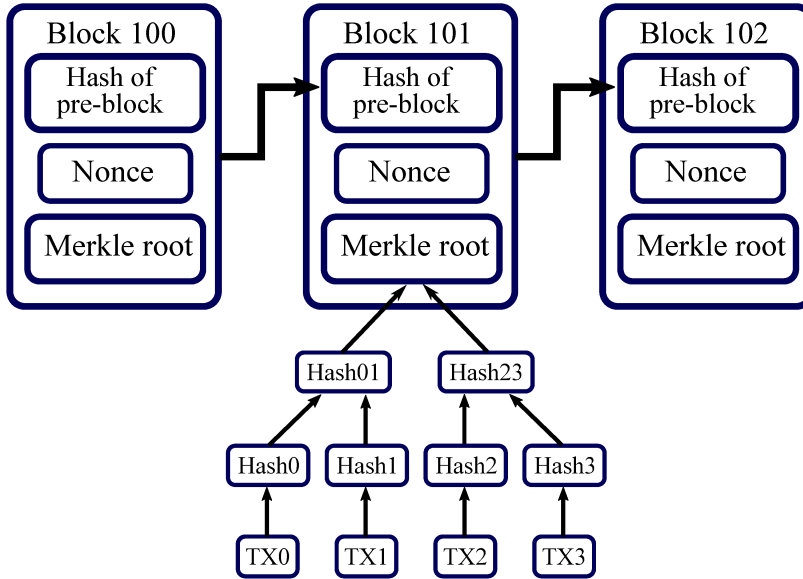 Block 100
Hash of
pre-block
Nonce
Merkle root
Block 101
Hash of
pre-block
Nonce
Merkle root
Block 102
Hash of
pre-block
Nonce
Merkle root
Hash01
Hash23
Hash0
Hash1
Hash2
Hash3
TX0
TX1
TX2
TX3